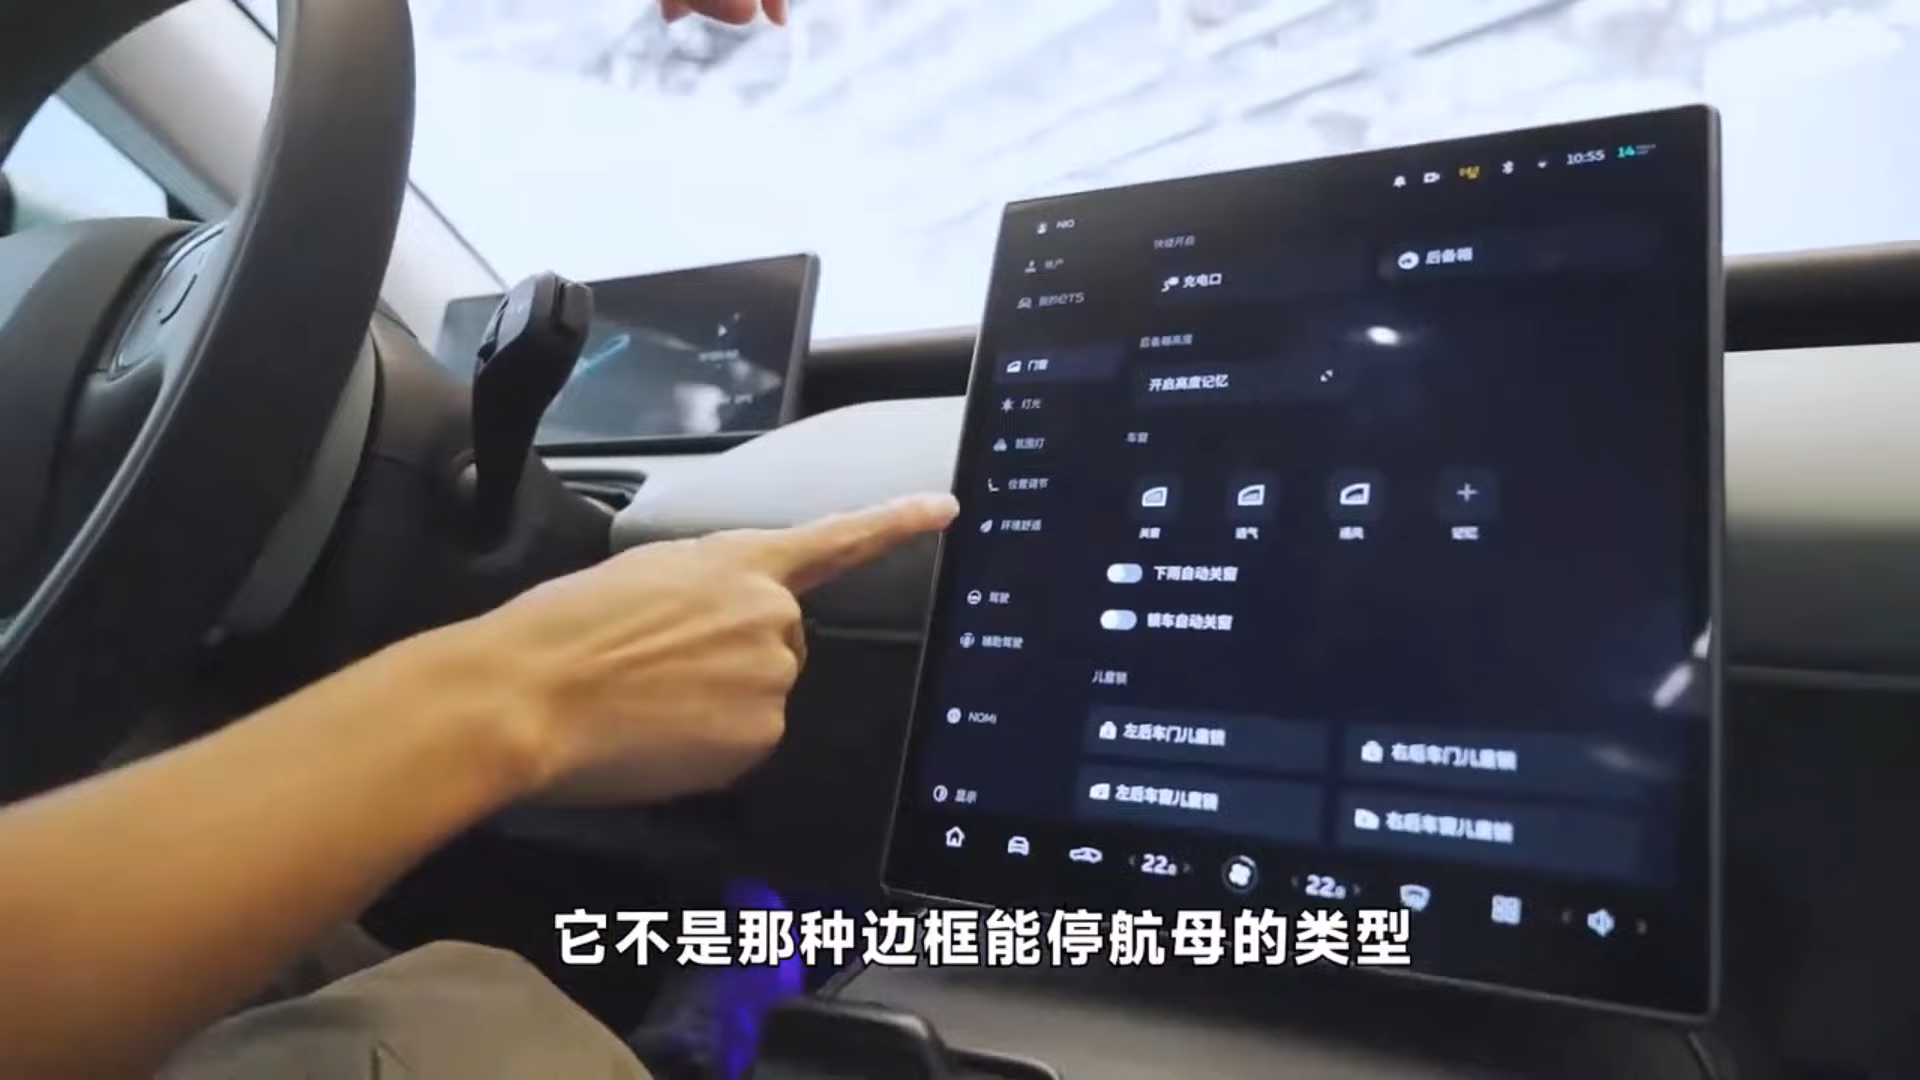 10:55 14
NIO
账户
我的ET5
门窗
灯光
氛围灯
位置调节
环境舒适
驾驶
辅助驾驶
NOMI
显示
快捷开启
充电口
后备箱
后备箱高度
开启高度记忆
车窗
关窗
透气
通风
记忆
下雨自动关窗
锁车自动关窗
儿童锁
左后车门儿童锁
右后车门儿童锁
左后车窗儿童锁
右后车窗儿童锁
22.0
22.0
它不是那种边框能停航母的类型